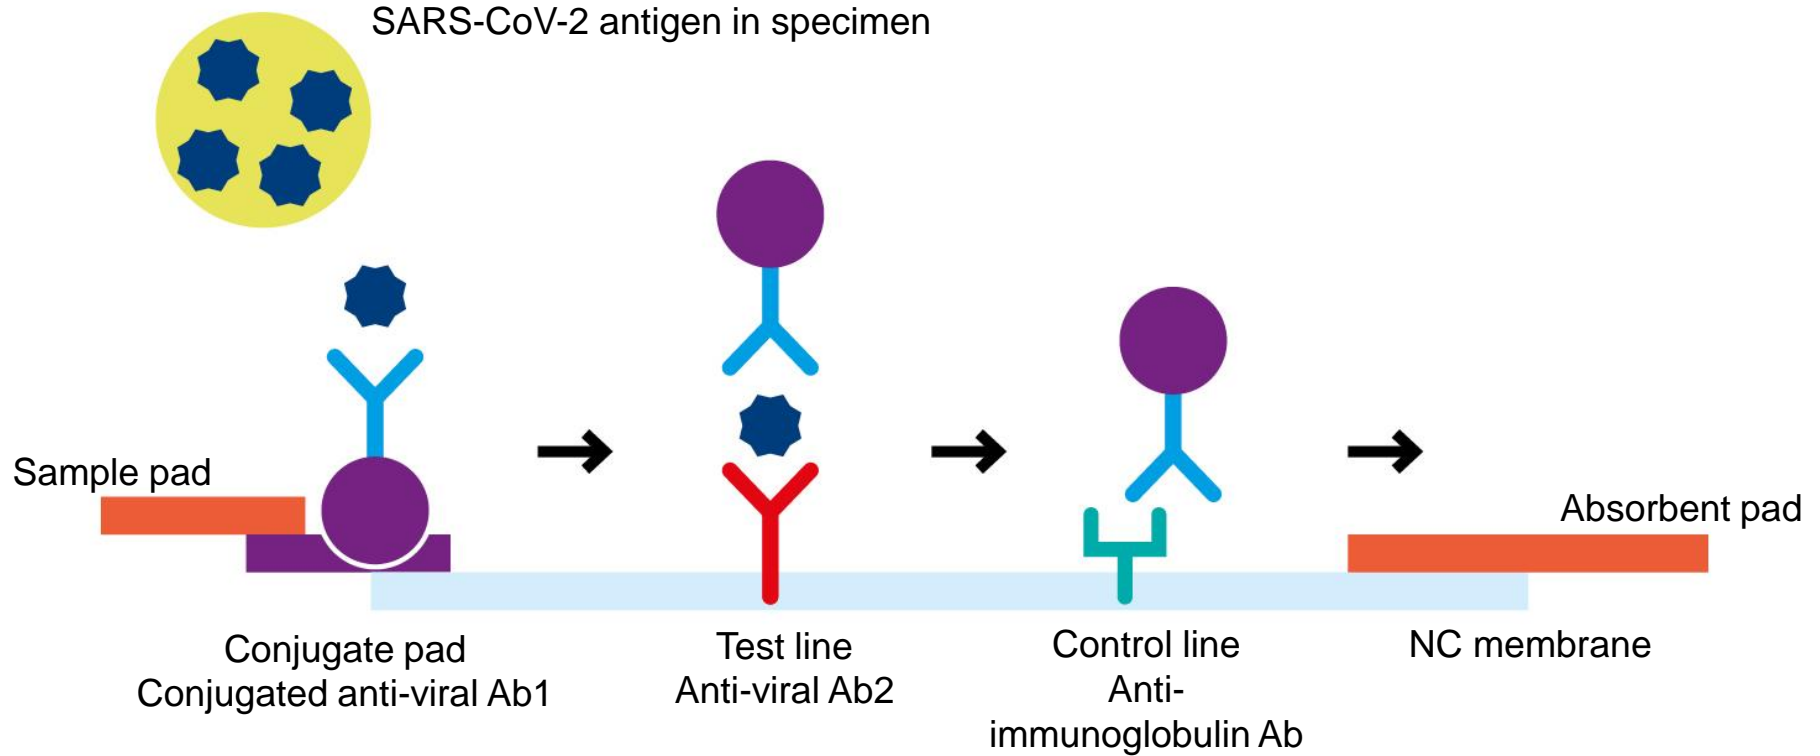 SARS-CoV-2 antigen in specimen
Sample pad
Absorbent pad
Conjugate pad
Conjugated anti-viral Ab1
Test line
Anti-viral Ab2
Control line
Anti-
immunoglobulin Ab
NC membrane